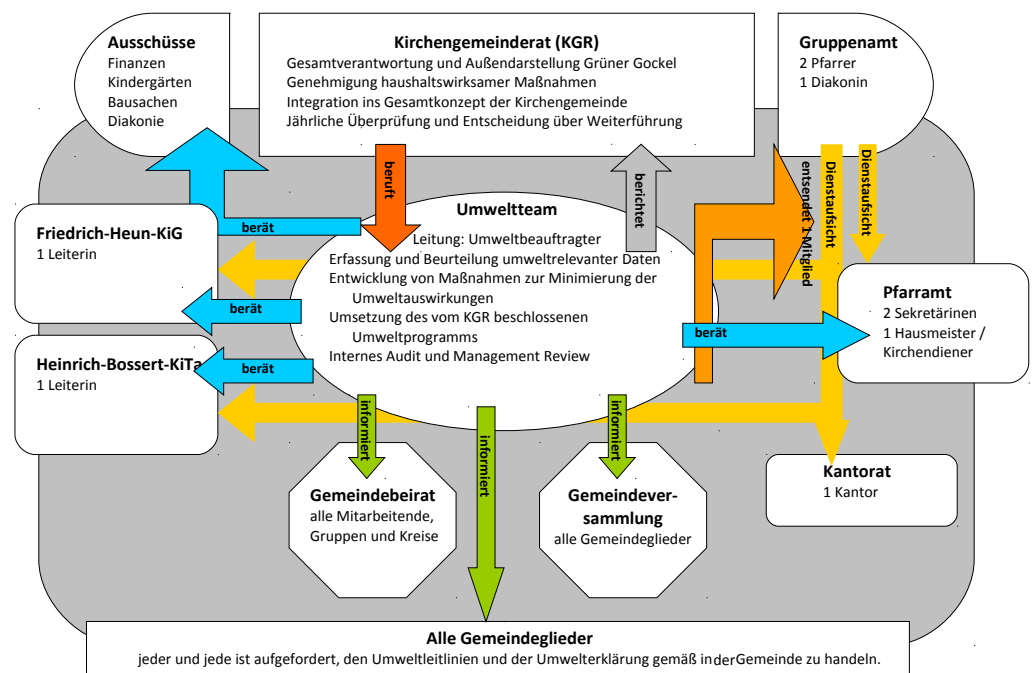 Ausschüsse
Finanzen
Kindergärten
Bausachen
Diakonie
Kirchengemeinderat (KGR)
Gesamtverantwortung und Außendarstellung Grüner Gockel
Genehmigung haushaltswirksamer Maßnahmen
Integration ins Gesamtkonzept der Kirchengemeinde
Jährliche Überprüfung und Entscheidung über Weiterführung
Gruppenamt
2 Pfarrer
1 Diakonin
beruft
berichtet
entsendet 1 Mitglied
Dienstaufsicht
Dienstaufsicht
Umweltteam
Leitung: Umweltbeauftragter
Erfassung und Beurteilung umweltrelevanter Daten
Entwicklung von Maßnahmen zur Minimierung der
Umweltauswirkungen
Umsetzung des vom KGR beschlossenen
Umweltprogramms
Internes Audit und Management Review
berät
Friedrich-Heun-KiG
1 Leiterin
berät
Heinrich-Bossert-KiTa
1 Leiterin
berät
berät
Pfarramt
2 Sekretärinen
1 Hausmeister /
Kirchendiener
Kantorat
1 Kantor
informiert
informiert
informiert
Gemeindebeirat
alle Mitarbeitende,
Gruppen und Kreise
Gemeindever-
sammlung
alle Gemeindeglieder
Alle Gemeindeglieder
jeder und jede ist aufgefordert, den Umweltleitlinien und der Umwelterklärung gemäß in der Gemeinde zu handeln.